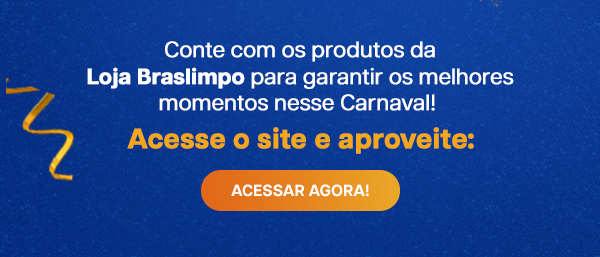 Conte com os produtos da
Loja Braslimpo para garantir os melhores
momentos nesse Carnaval!
Acesse o site e aproveite:
ACESSAR AGORA!